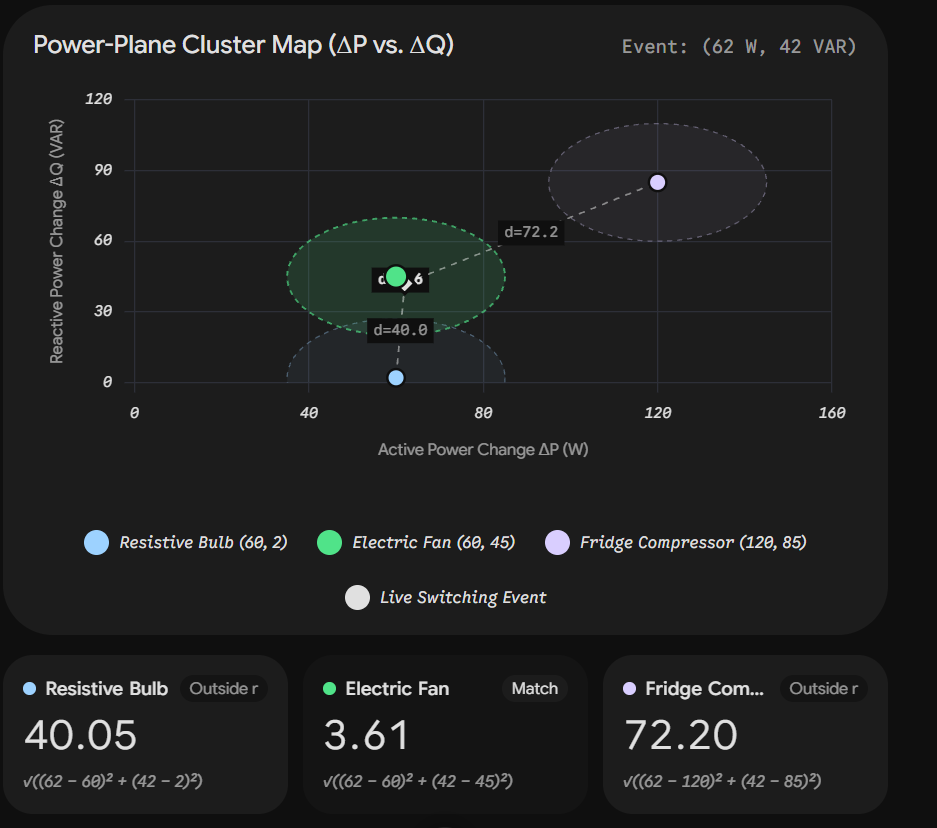 Power-Plane Cluster Map (ΔP vs. ΔQ)
Event: (62 W, 42 VAR)
Reactive Power Change ΔQ (VAR)
120
90
60
30
0
d=72.2
6
d=40.0
0 40 80 120 160
Active Power Change ΔP (W)
Resistive Bulb (60, 2) Electric Fan (60, 45) Fridge Compressor (120, 85)
Live Switching Event
Resistive Bulb Outside r
40.05
√((62 − 60)² + (42 − 2)²)
Electric Fan Match
3.61
√((62 − 60)² + (42 − 45)²)
Fridge Com... Outside r
72.20
√((62 − 120)² + (42 − 85)²)